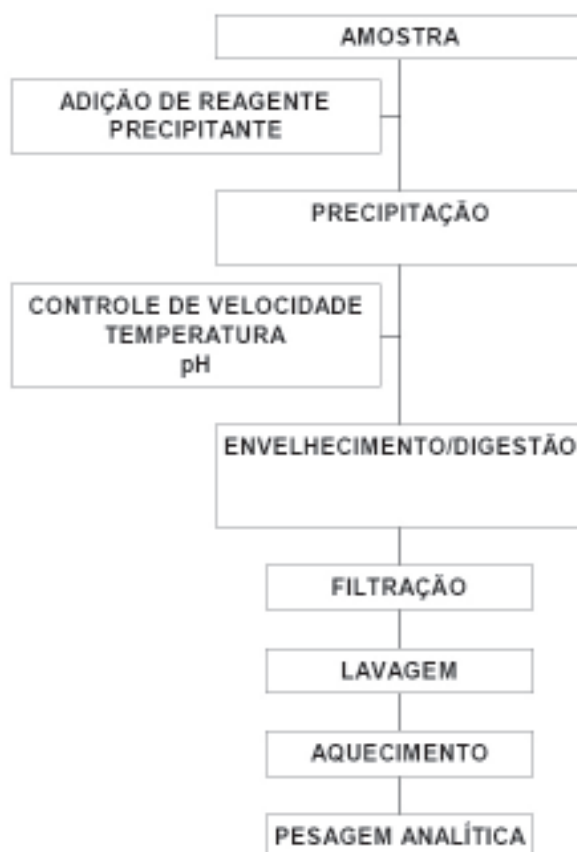 AMOSTRA
ADIÇÃO DE REAGENTE
PRECIPITANTE
PRECIPITAÇÃO
CONTROLE DE VELOCIDADE
TEMPERATURA
pH
ENVELHECIMENTO/DIGESTÃO
FILTRAÇÃO
LAVAGEM
AQUECIMENTO
PESAGEM ANALÍTICA